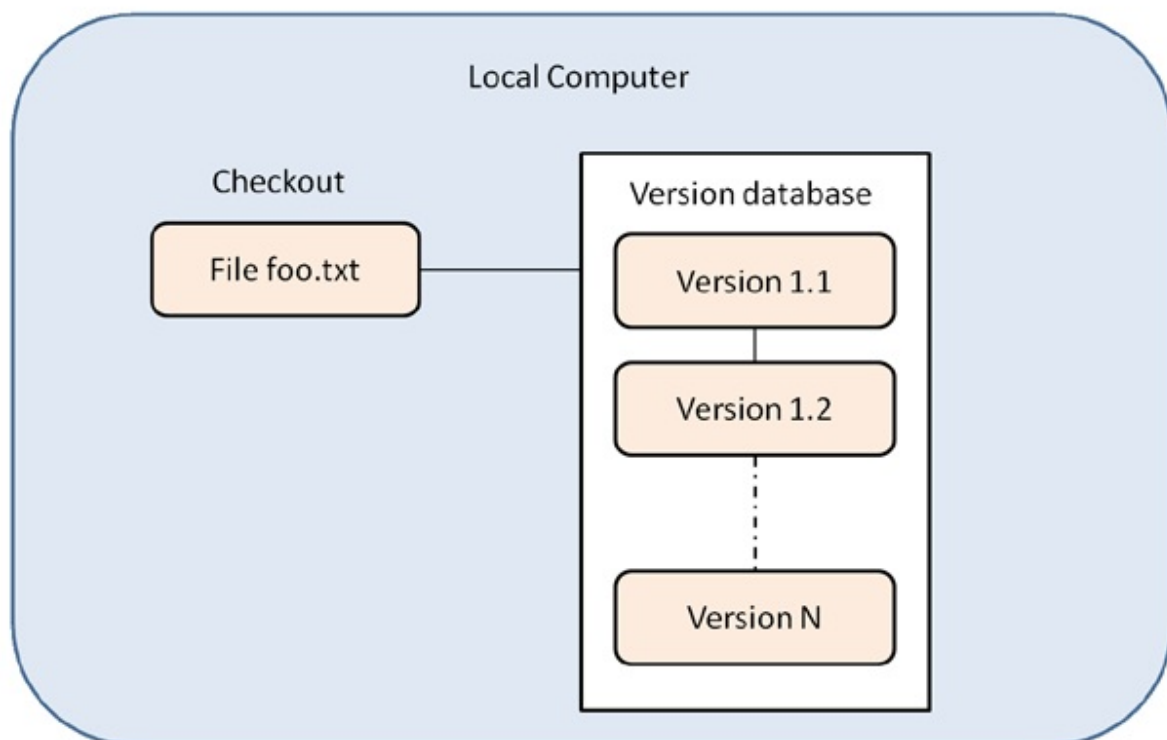 Local Computer
Checkout
File foo.txt
Version database
Version 1.1
Version 1.2
Version N